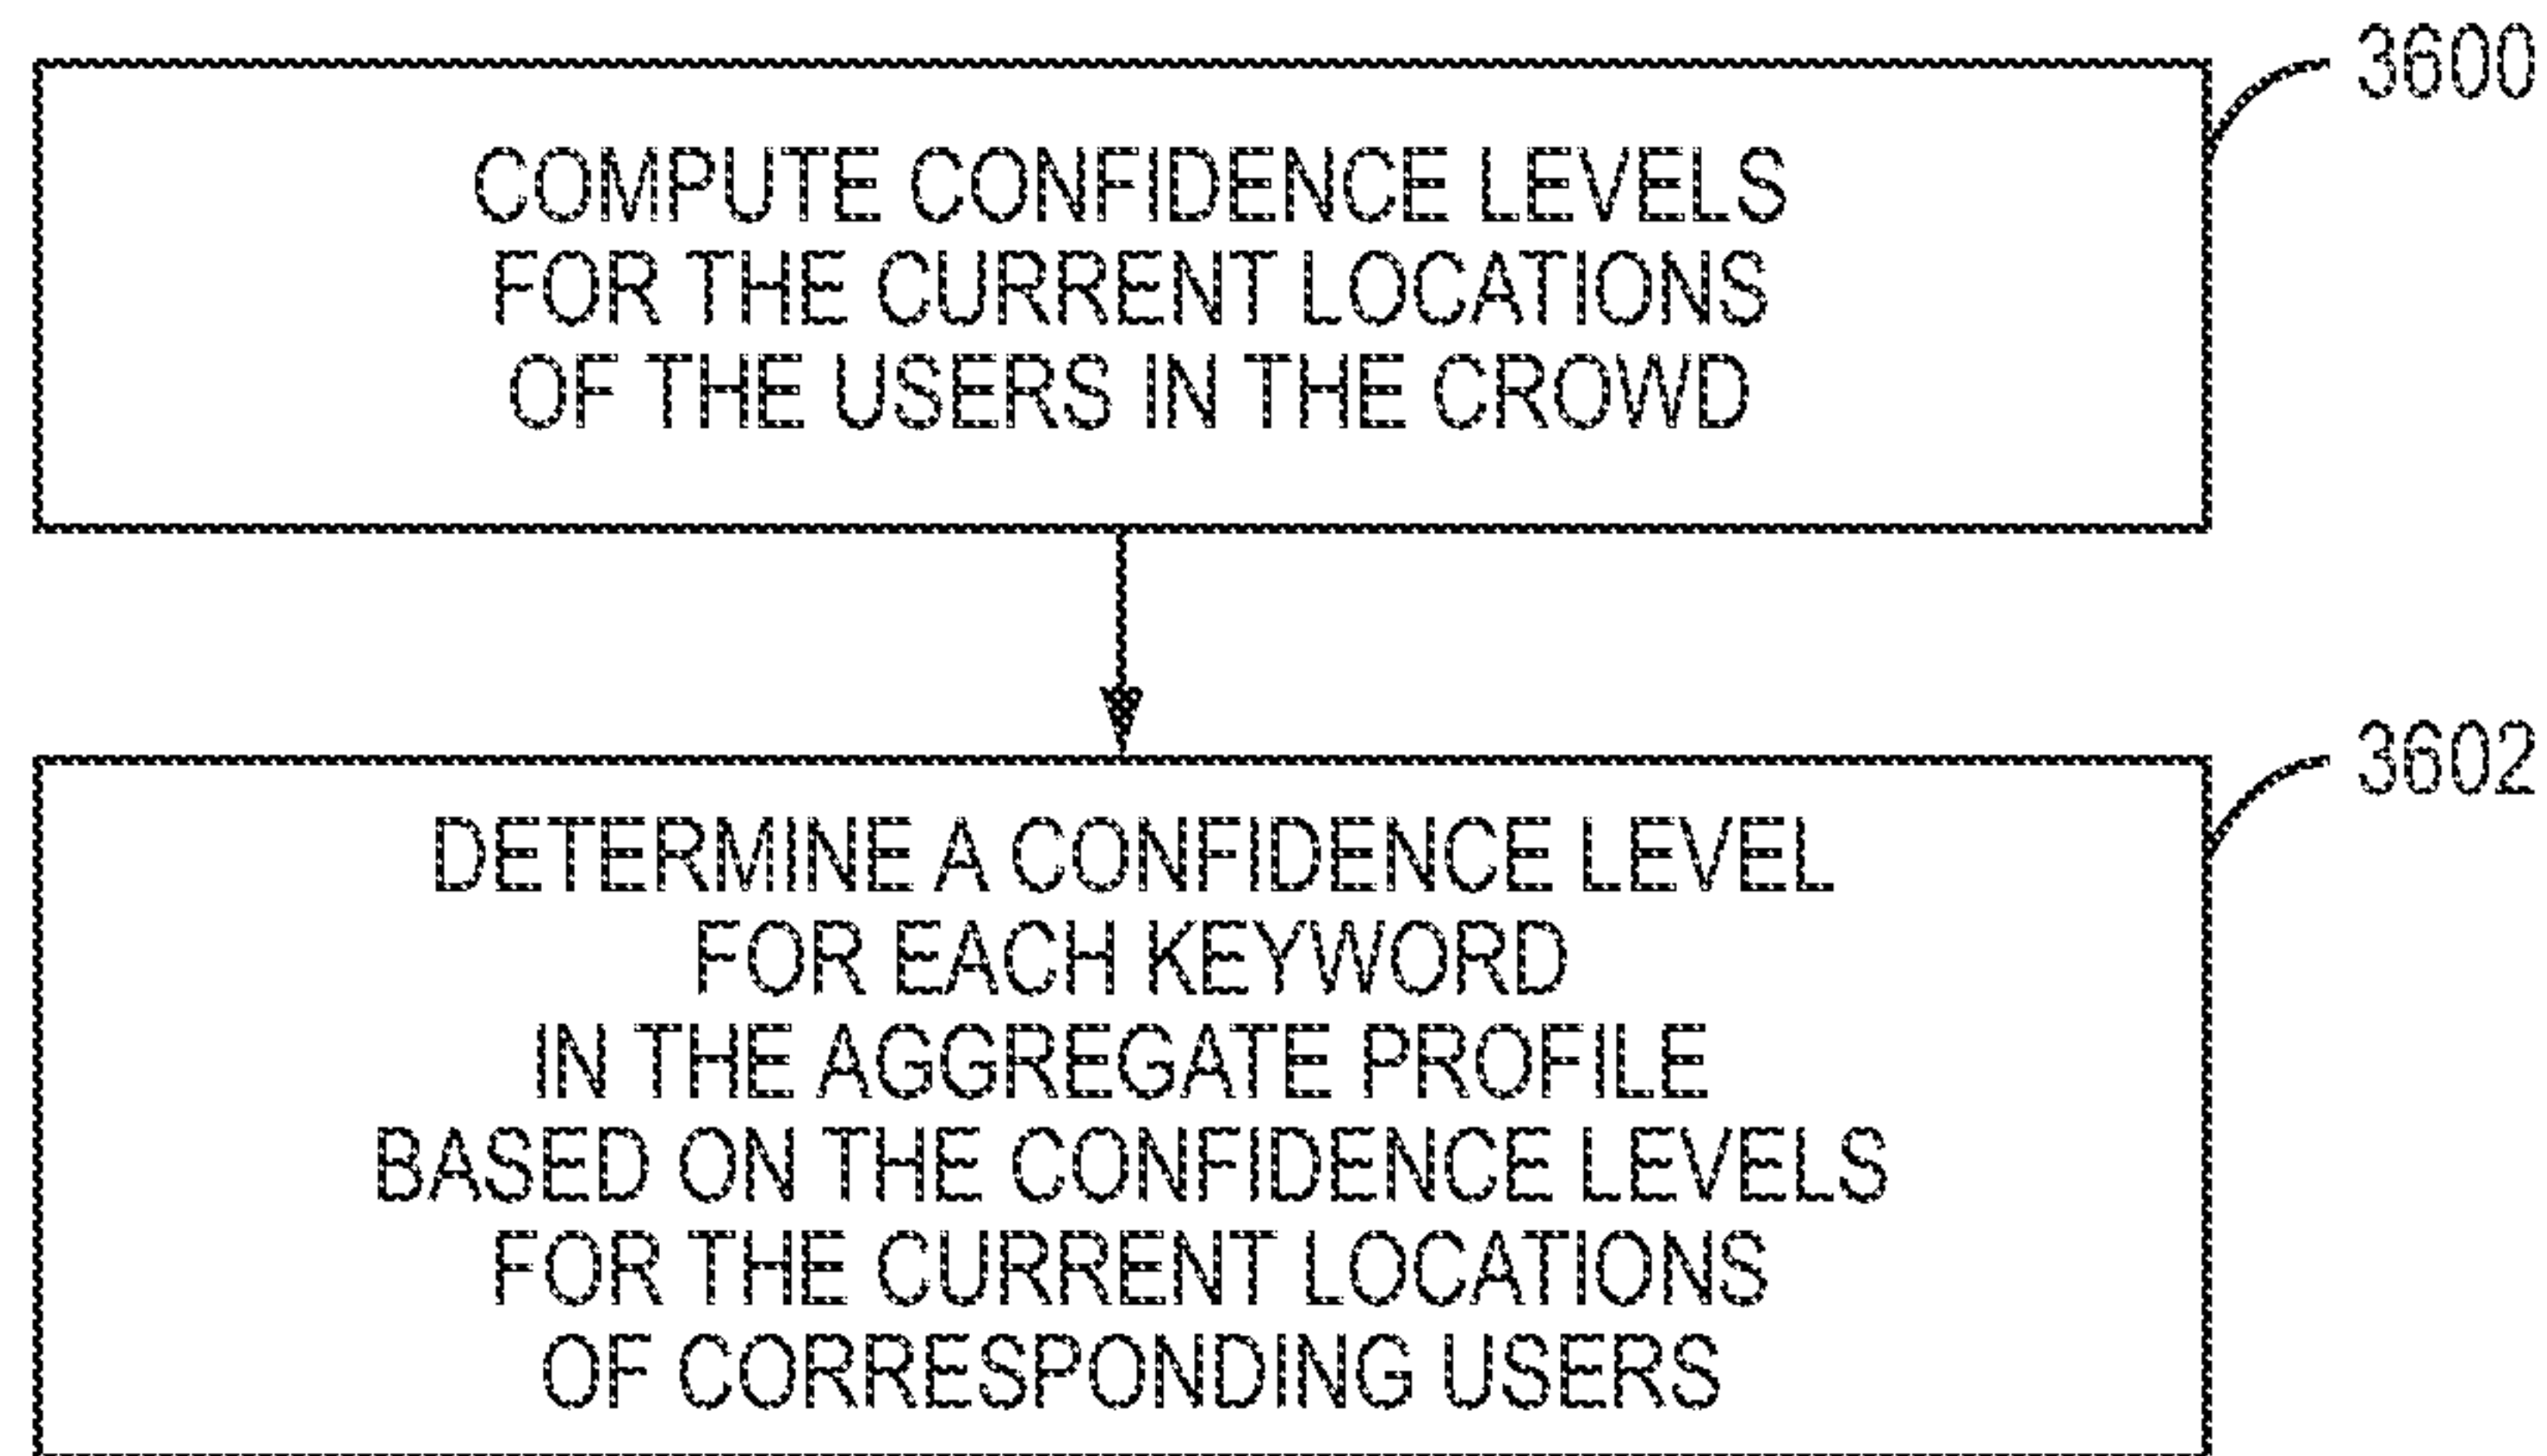 3600
COMPUTE CONFIDENCE LEVELS
FOR THE CURRENT LOCATIONS
OF THE USERS IN THE CROWD
3602
DETERMINE A CONFIDENCE LEVEL
FOR EACH KEYWORD
IN THE AGGREGATE PROFILE
BASED ON THE CONFIDENCE LEVELS
FOR THE CURRENT LOCATIONS
OF CORRESPONDING USERS